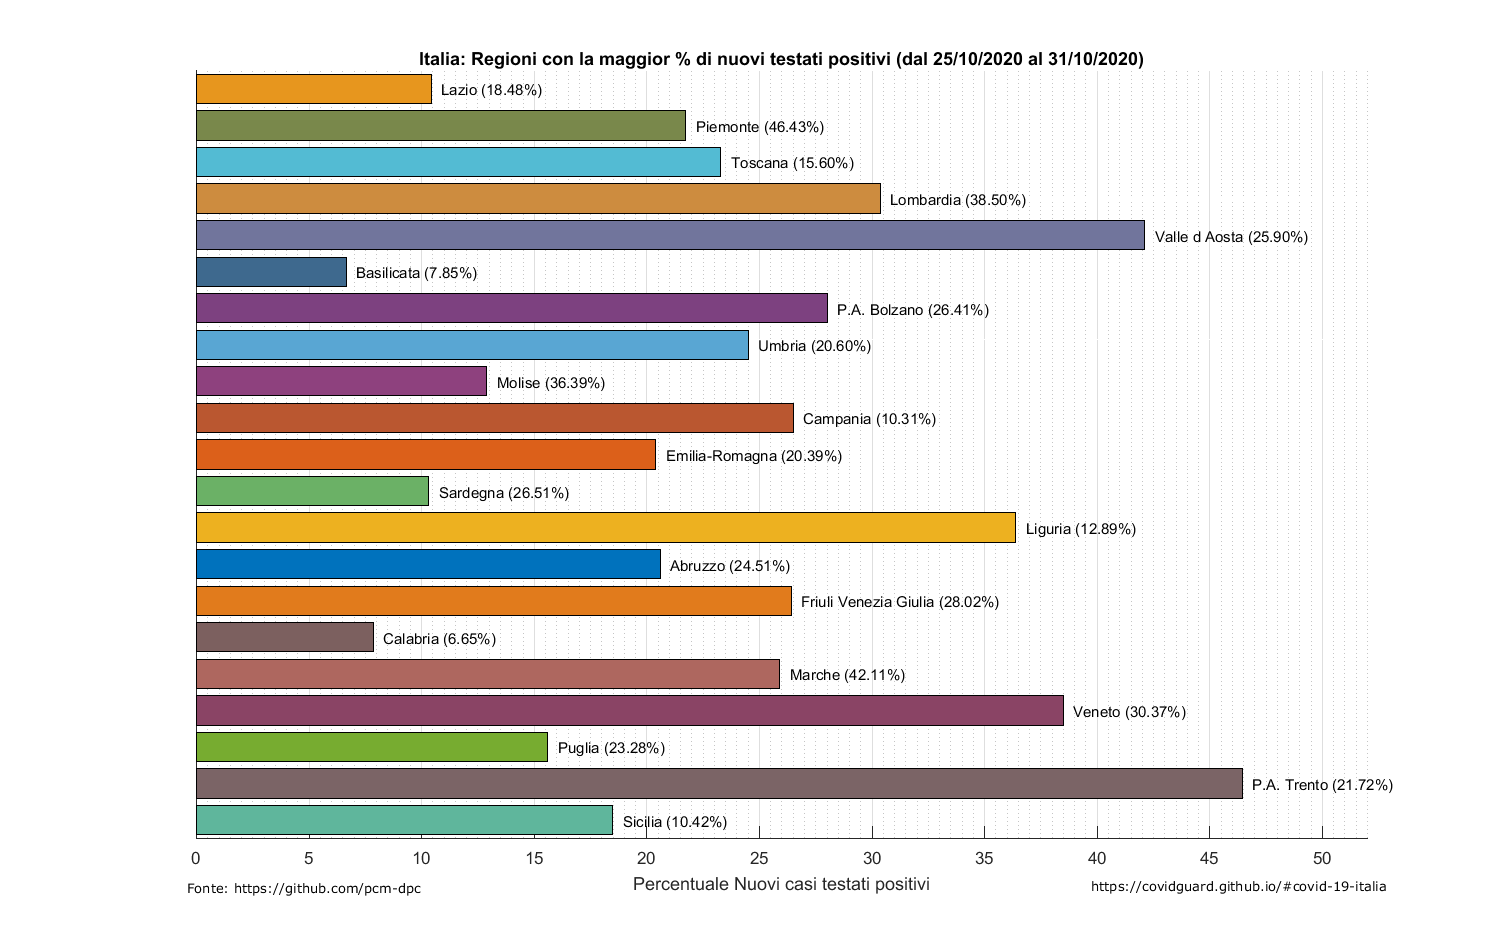 Italia: Regioni con la maggior % di nuovi testati positivi (dal 25/10/2020 al 31/10/2020)
Lazio (18.48%)
Piemonte (46.43%)
Toscana (15.60%)
Lombardia (38.50%)
Valle d Aosta (25.90%)
Basilicata (7.85%)
P.A. Bolzano (26.41%)
Umbria (20.60%)
Molise (36.39%)
Campania (10.31%)
Emilia-Romagna (20.39%)
Sardegna (26.51%)
Liguria (12.89%)
Abruzzo (24.51%)
Friuli Venezia Giulia (28.02%)
Calabria (6.65%)
Marche (42.11%)
Veneto (30.37%)
Puglia (23.28%)
P.A. Trento (21.72%)
Sicilia (10.42%)
0 5 10 15 20 25 30 35 40 45 50
Percentuale Nuovi casi testati positivi
Fonte: https://github.com/pcm-dpc
https://covidguard.github.io/#covid-19-italia